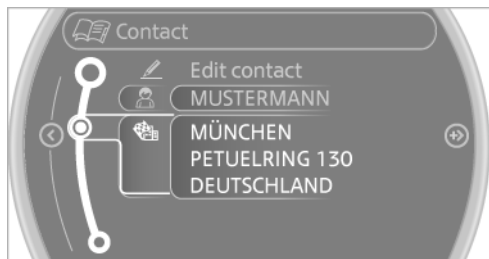 Contact
Edit contact
MUSTERMANN
MÜNCHEN
PETUELRING 130
DEUTSCHLAND